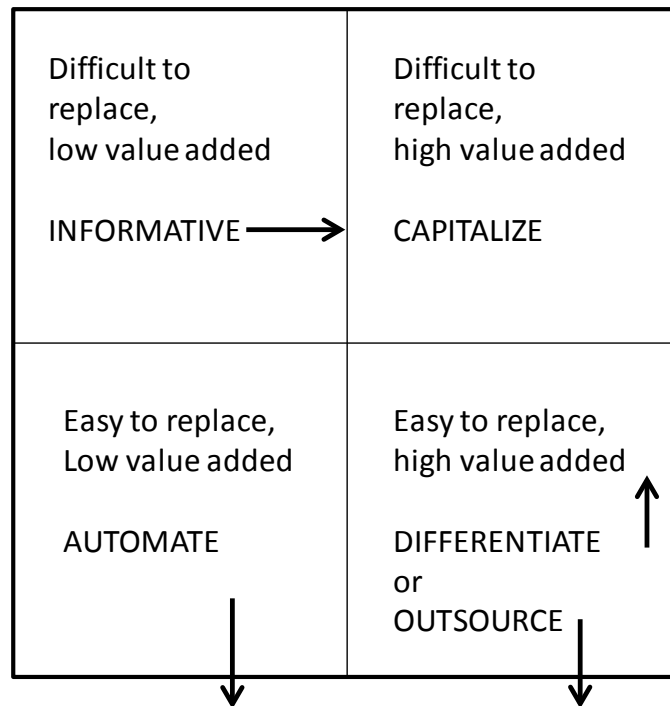 Difficult to
replace,
low value added
INFORMATIVE
Difficult to
replace,
high value added
CAPITALIZE
Easy to replace,
Low value added
AUTOMATE
Easy to replace,
high value added
DIFFERENTIATE
or
OUTSOURCE